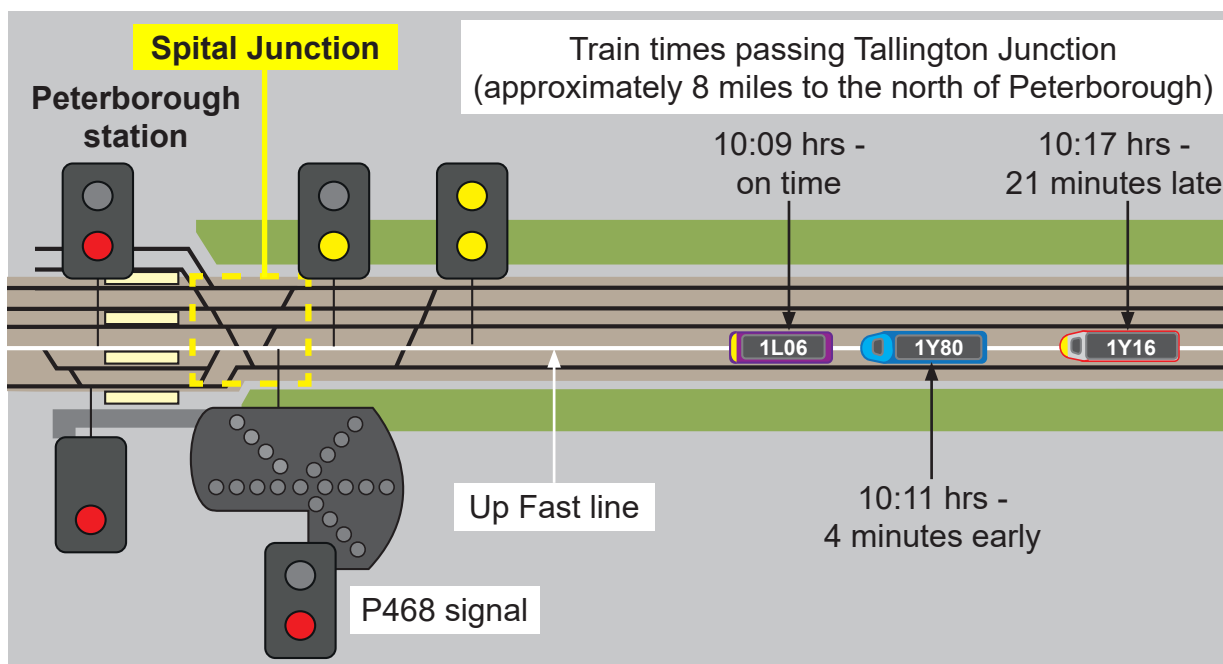 Spital Junction
Train times passing Tallington Junction
(approximately 8 miles to the north of Peterborough)
Peterborough
station
10:09 hrs -
on time
10:17 hrs -
21 minutes late
1L06
1Y80
1Y16
Up Fast line
10:11 hrs -
4 minutes early
P468 signal